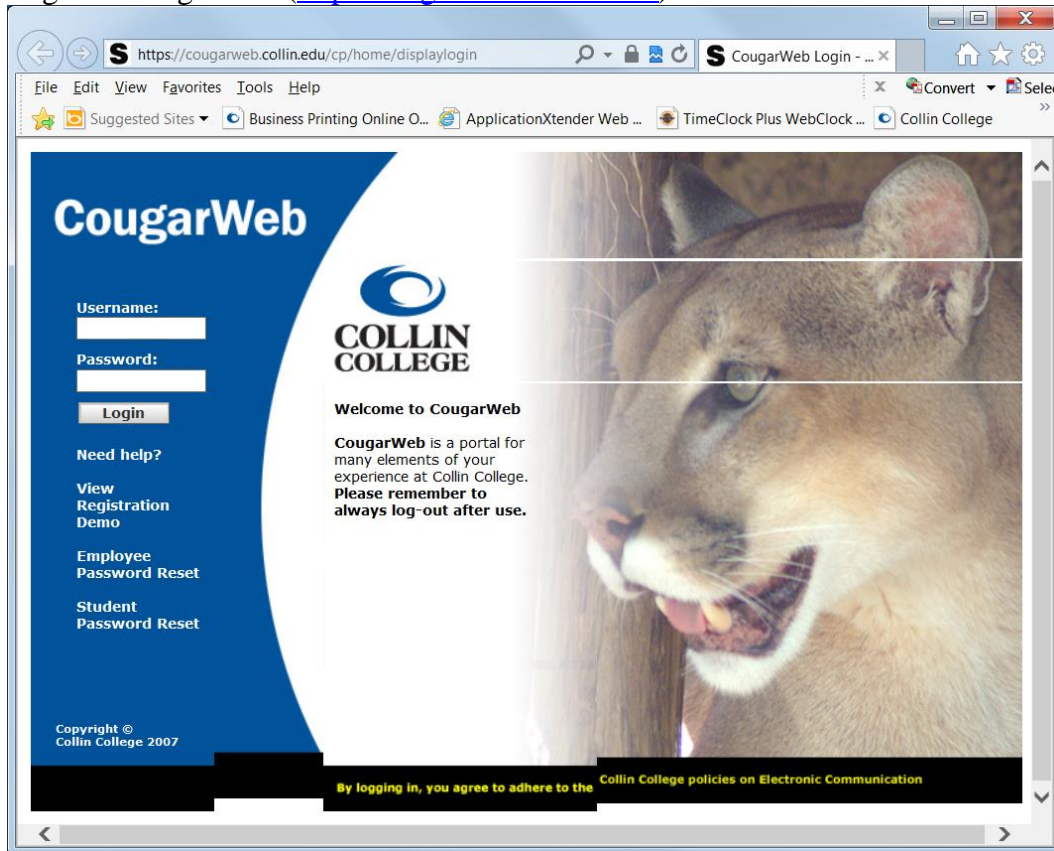 https://cougarweb.collin.edu/cp/home/displaylogin
CougarWeb Login - ...
File Edit View Favorites Tools Help
Convert
Sele
Suggested Sites
Business Printing Online O...
ApplicationXtender Web ...
TimeClock Plus WebClock ...
Collin College
CougarWeb
Username:
Password:
Login
Need help?
View
Registration
Demo
Employee
Password Reset
Student
Password Reset
Copyright ©
Collin College 2007
COLLIN
COLLEGE
Welcome to CougarWeb
CougarWeb is a portal for
many elements of your
experience at Collin College.
Please remember to
always log-out after use.
By logging in, you agree to adhere to the Collin College policies on Electronic Communication